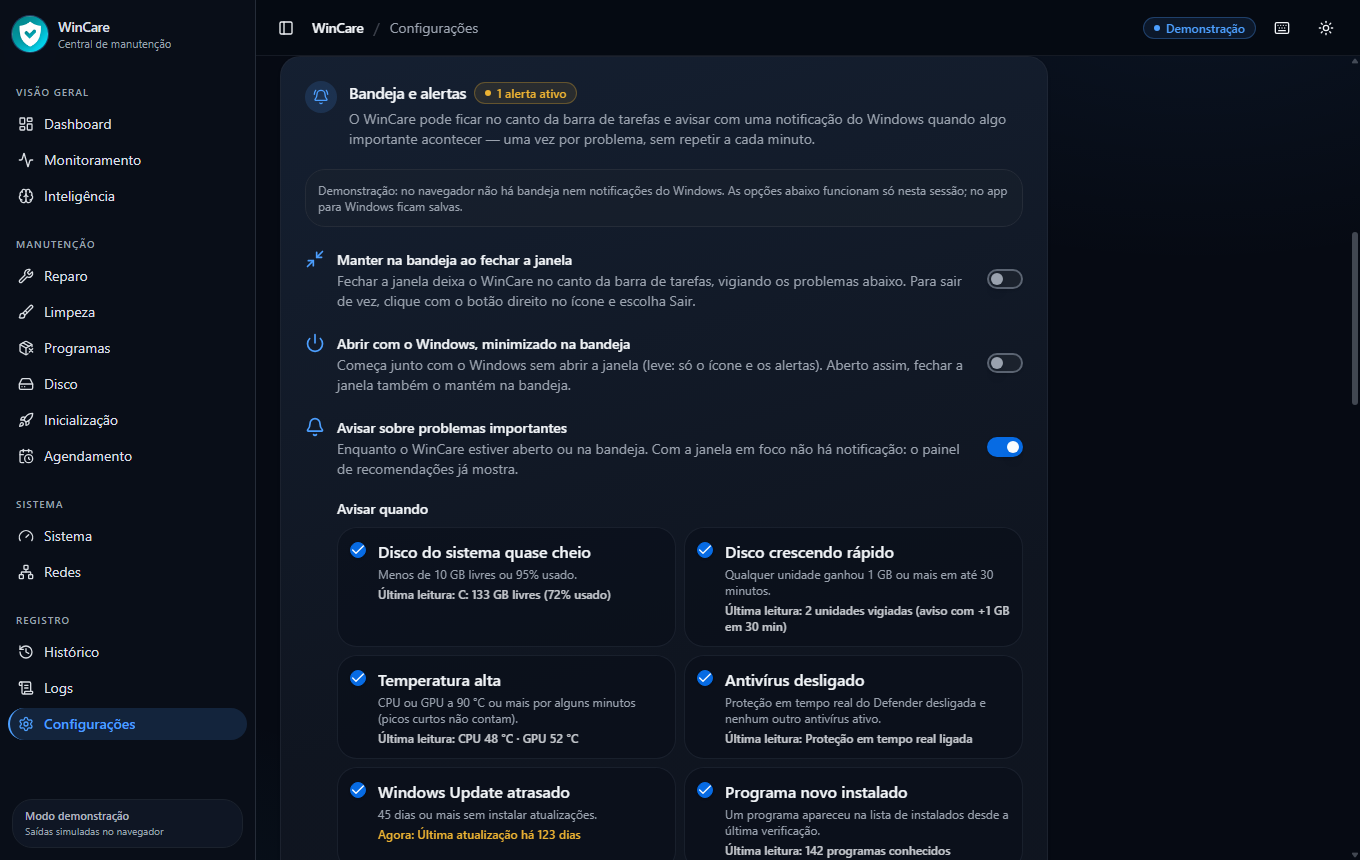 WinCare
Central de manutenção
VISÃO GERAL
Dashboard
Monitoramento
Inteligência
MANUTENÇÃO
Reparo
Limpeza
Programas
Disco
Inicialização
Agendamento
SISTEMA
Sistema
Redes
REGISTRO
Histórico
Logs
Configurações
Modo demonstração
Saídas simuladas no navegador
WinCare / Configurações
Demonstração
Bandeja e alertas
1 alerta ativo
O WinCare pode ficar no canto da barra de tarefas e avisar com uma notificação do Windows quando algo
importante acontecer — uma vez por problema, sem repetir a cada minuto.
Demonstração: no navegador não há bandeja nem notificações do Windows. As opções abaixo funcionam só nesta sessão; no app
para Windows ficam salvas.
Manter na bandeja ao fechar a janela
Fechar a janela deixa o WinCare no canto da barra de tarefas, vigiando os problemas abaixo. Para sair
de vez, clique com o botão direito no ícone e escolha Sair.
Abrir com o Windows, minimizado na bandeja
Começa junto com o Windows sem abrir a janela (leve: só o ícone e os alertas). Aberto assim, fechar a
janela também o mantém na bandeja.
Avisar sobre problemas importantes
Enquanto o WinCare estiver aberto ou na bandeja. Com a janela em foco não há notificação: o painel
de recomendações já mostra.
Avisar quando
Disco do sistema quase cheio
Menos de 10 GB livres ou 95% usado.
Última leitura: C: 133 GB livres (72% usado)
Disco crescendo rápido
Qualquer unidade ganhou 1 GB ou mais em até 30
minutos.
Última leitura: 2 unidades vigiadas (aviso com +1 GB
em 30 min)
Temperatura alta
CPU ou GPU a 90 °C ou mais por alguns minutos
(picos curtos não contam).
Última leitura: CPU 48 °C · GPU 52 °C
Antivírus desligado
Proteção em tempo real do Defender desligada e
nenhum outro antivírus ativo.
Última leitura: Proteção em tempo real ligada
Windows Update atrasado
45 dias ou mais sem instalar atualizações.
Agora: Última atualização há 123 dias
Programa novo instalado
Um programa apareceu na lista de instalados desde a
última verificação.
Última leitura: 142 programas conhecidos